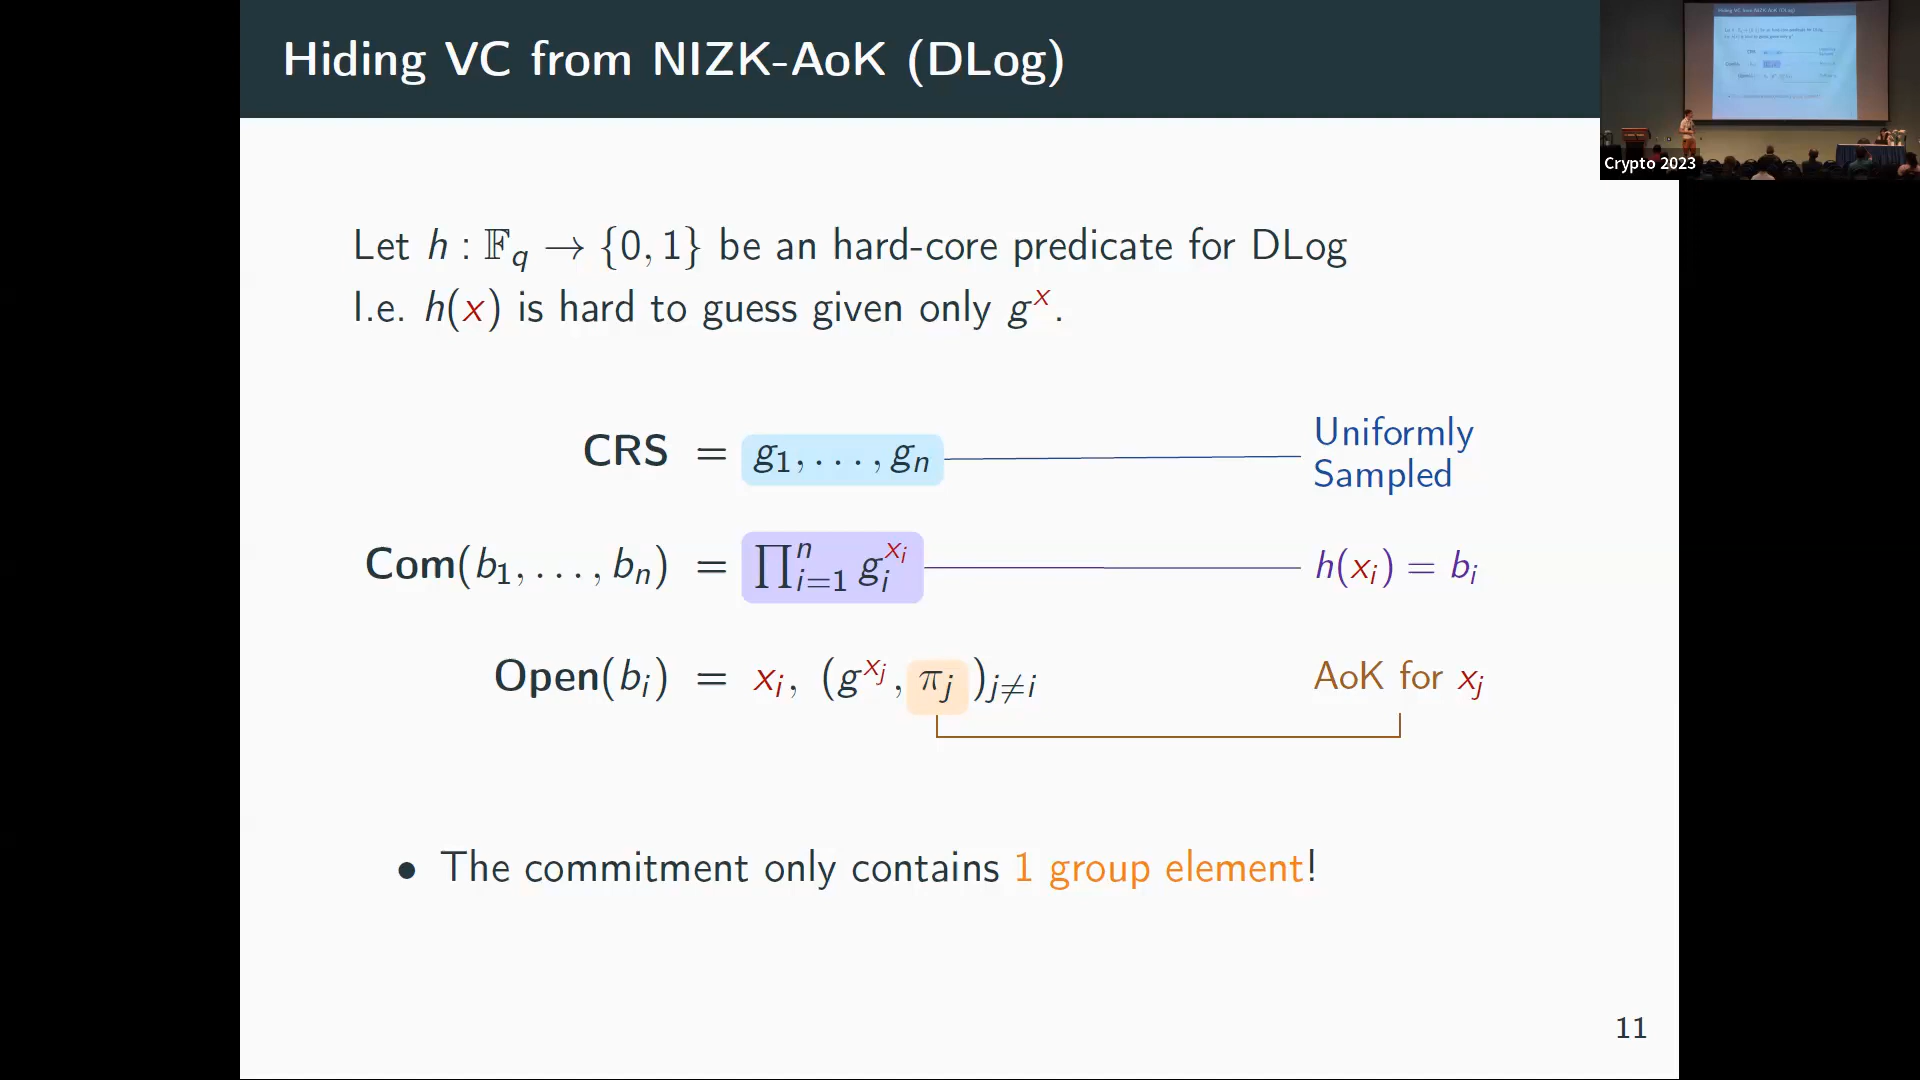 Hiding VC from NIZK-AoK (DLog)
Crypto 2023
Let h : 𝔽_q → {0, 1} be an hard-core predicate for DLog
I.e. h(x) is hard to guess given only g^x.
CRS = g_1, . . . , g_n
Uniformly
Sampled
Com(b_1, . . . , b_n) = ∏_{i=1}^n g_i^{x_i}
h(x_i) = b_i
Open(b_i) = x_i, (g^{x_j}, π_j)_{j≠i}
AoK for x_j
• The commitment only contains 1 group element!
11